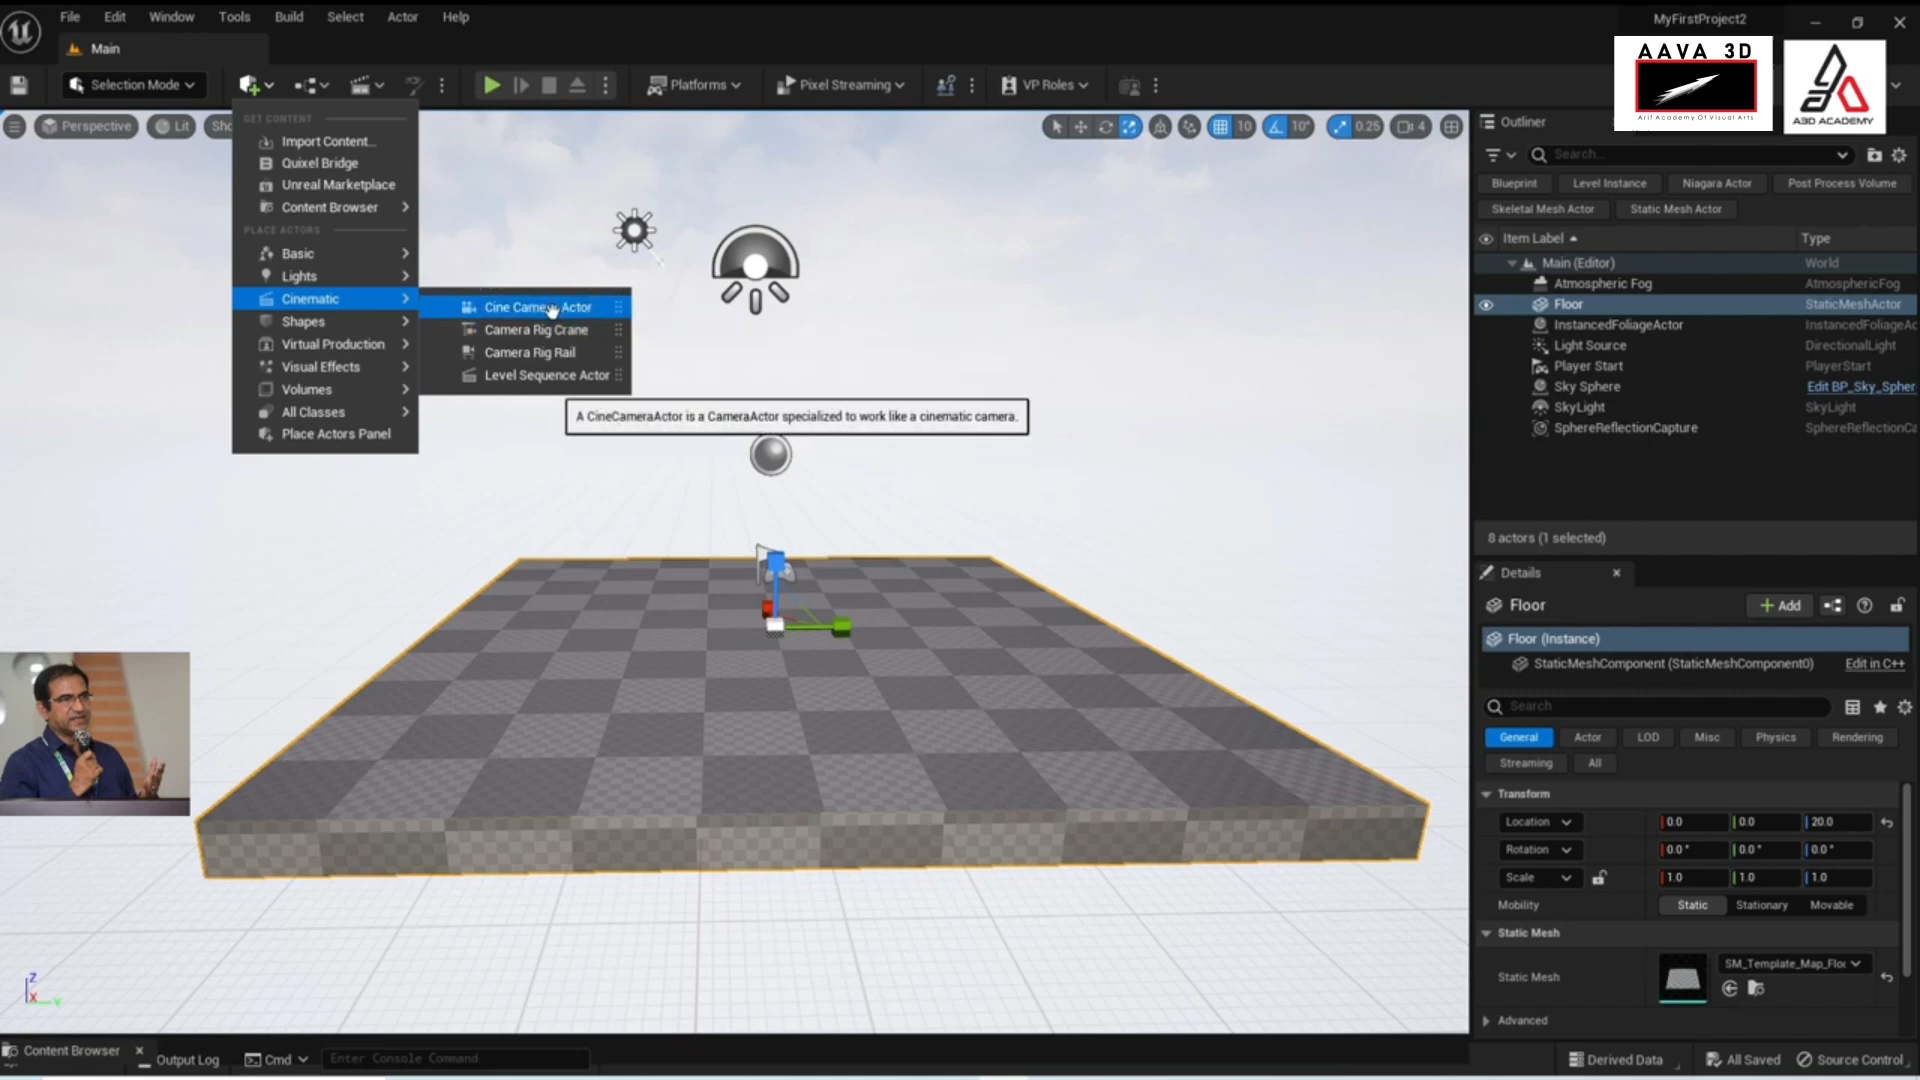 File Edit Window Tools Build Select Actor Help
MyFirstProject2
Main
AAVA 3D
Arif Academy Of Visual Arts
A3D ACADEMY
Selection Mode
Platforms
Pixel Streaming
VP Roles
Perspective
Lit
Sho
10
10°
0.25
4
GET CONTENT
Import Content...
Quixel Bridge
Unreal Marketplace
Content Browser
PLACE ACTORS
Basic
Lights
Cinematic
Shapes
Virtual Production
Visual Effects
Volumes
All Classes
Place Actors Panel
Cine Camera Actor
Camera Rig Crane
Camera Rig Rail
Level Sequence Actor
A CineCameraActor is a CameraActor specialized to work like a cinematic camera.
Outliner
Search...
Blueprint Level Instance Niagara Actor Post Process Volume
Skeletal Mesh Actor Static Mesh Actor
Item Label Type
Main (Editor) World
Atmospheric Fog AtmosphericFog
Floor StaticMeshActor
InstancedFoliageActor InstancedFoliageAc
Light Source DirectionalLight
Player Start PlayerStart
Sky Sphere Edit BP_Sky_Spher
SkyLight SkyLight
SphereReflectionCapture SphereReflectionCa
8 actors (1 selected)
Details
Floor Add
Floor (Instance)
StaticMeshComponent (StaticMeshComponent0) Edit in C++
Search
General Actor LOD Misc Physics Rendering
Streaming All
Transform
Location 0.0 0.0 20.0
Rotation 0.0° 0.0° 0.0°
Scale 1.0 1.0 1.0
Mobility Static Stationary Movable
Static Mesh
Static Mesh SM_Template_Map_Floo
Advanced
Z
X
Y
Content Browser Output Log Cmd Enter Console Command
Derived Data All Saved Source Control